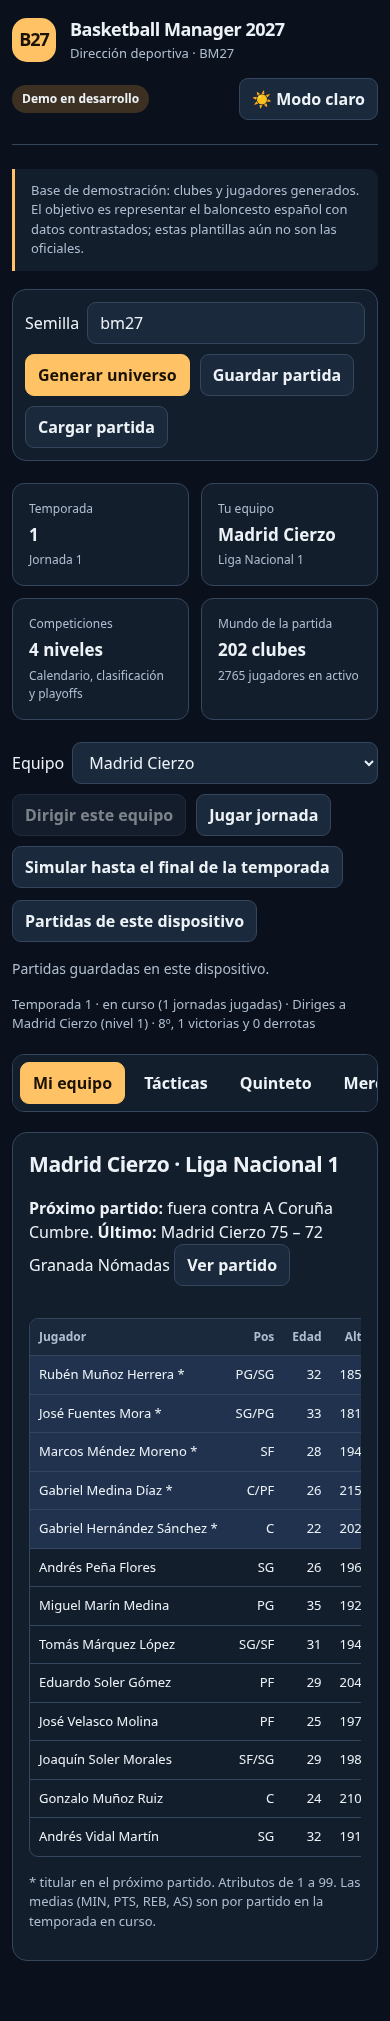 B27
Basketball Manager 2027
Dirección deportiva · BM27
Demo en desarrollo
☀️ Modo claro
Base de demostración: clubes y jugadores generados.
El objetivo es representar el baloncesto español con
datos contrastados; estas plantillas aún no son las
oficiales.
Semilla bm27
Generar universo Guardar partida
Cargar partida
Temporada
1
Jornada 1
Tu equipo
Madrid Cierzo
Liga Nacional 1
Competiciones
4 niveles
Calendario, clasificación
y playoffs
Mundo de la partida
202 clubes
2765 jugadores en activo
Equipo Madrid Cierzo
Dirigir este equipo Jugar jornada
Simular hasta el final de la temporada
Partidas de este dispositivo
Partidas guardadas en este dispositivo.
Temporada 1 · en curso (1 jornadas jugadas) · Diriges a
Madrid Cierzo (nivel 1) · 8º, 1 victorias y 0 derrotas
Mi equipo Tácticas Quinteto Merc
Madrid Cierzo · Liga Nacional 1
Próximo partido: fuera contra A Coruña
Cumbre. Último: Madrid Cierzo 75 – 72
Granada Nómadas Ver partido
Jugador Pos Edad Alt
Rubén Muñoz Herrera * PG/SG 32 185
José Fuentes Mora * SG/PG 33 181
Marcos Méndez Moreno * SF 28 194
Gabriel Medina Díaz * C/PF 26 215
Gabriel Hernández Sánchez * C 22 202
Andrés Peña Flores SG 26 196
Miguel Marín Medina PG 35 192
Tomás Márquez López SG/SF 31 194
Eduardo Soler Gómez PF 29 204
José Velasco Molina PF 25 197
Joaquín Soler Morales SF/SG 29 198
Gonzalo Muñoz Ruiz C 24 210
Andrés Vidal Martín SG 32 191
* titular en el próximo partido. Atributos de 1 a 99. Las
medias (MIN, PTS, REB, AS) son por partido en la
temporada en curso.